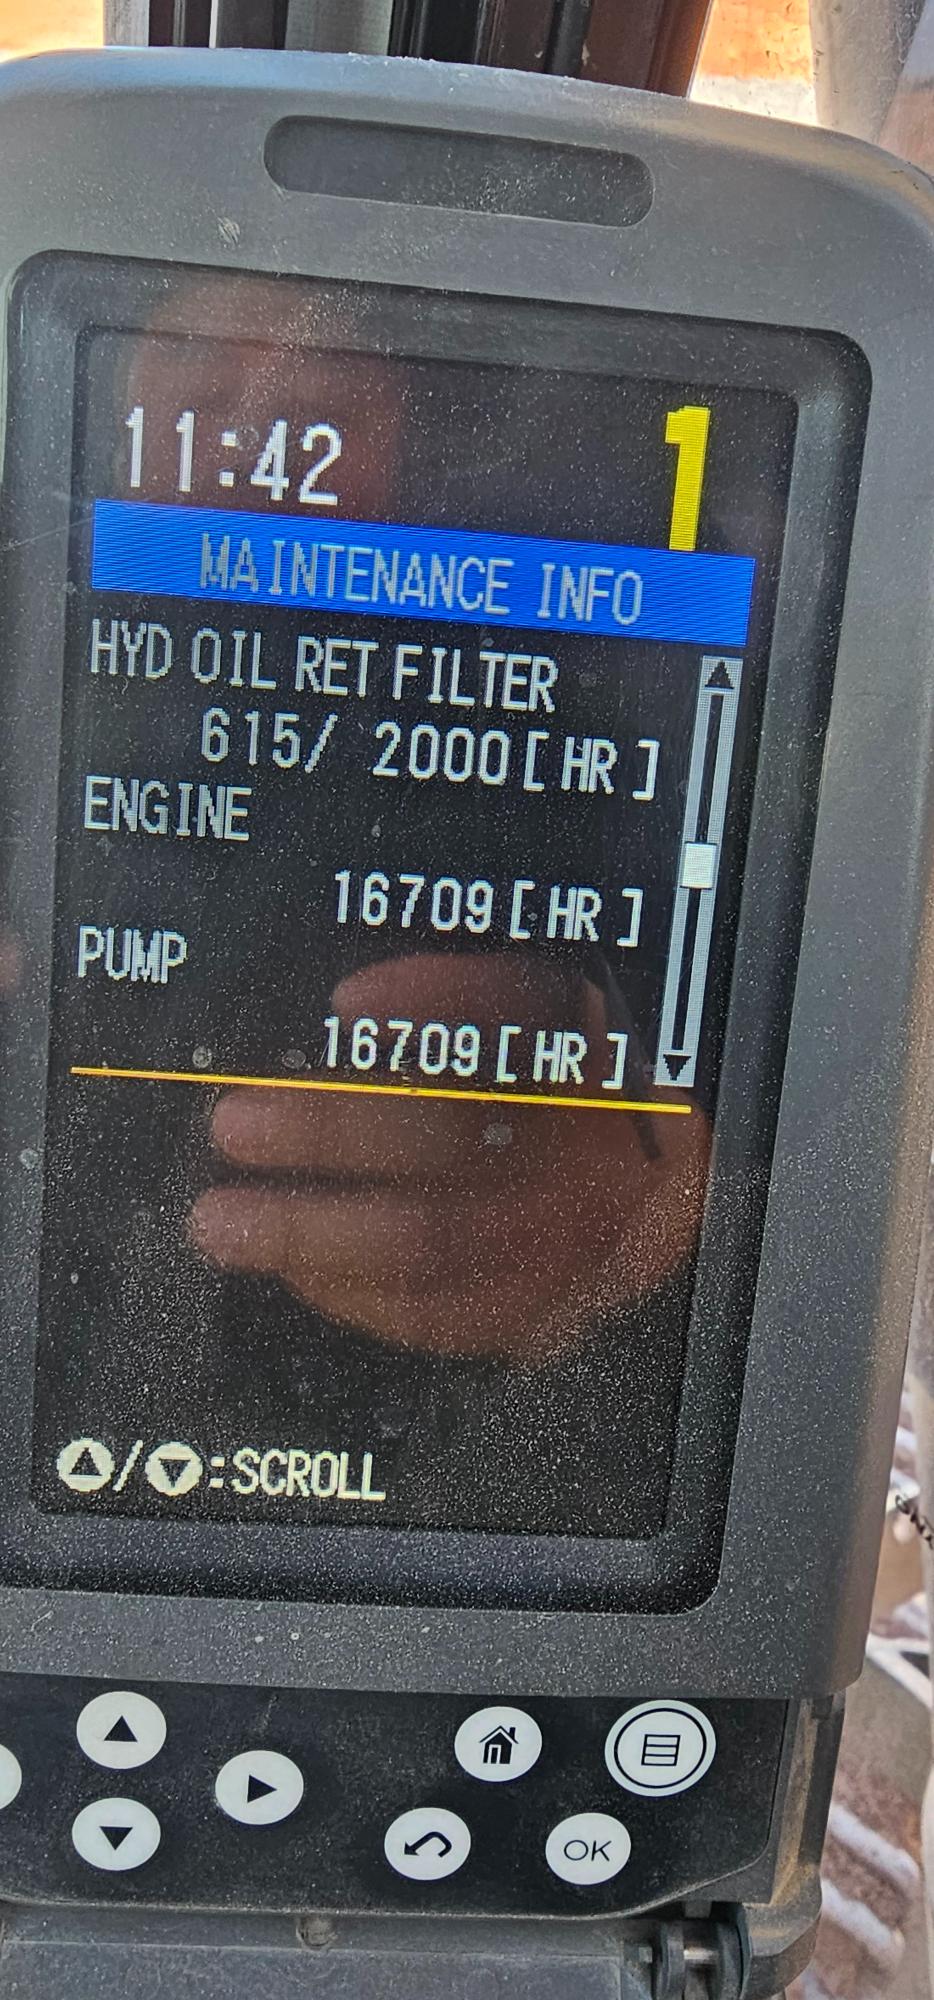 11:42 1
MAINTENANCE INFO
HYD OIL RET FILTER
615/ 2000[ HR ]
ENGINE
16709[ HR ]
PUMP
16709[ HR ]
▲/▼:SCROLL
OK